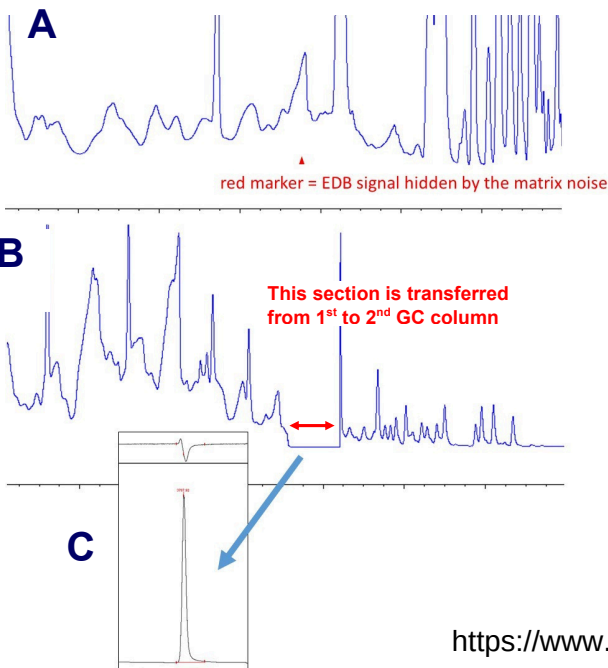 A
red marker = EDB signal hidden by the matrix noise
B
This section is transferred
from 1st to 2nd GC column
C
https://www.